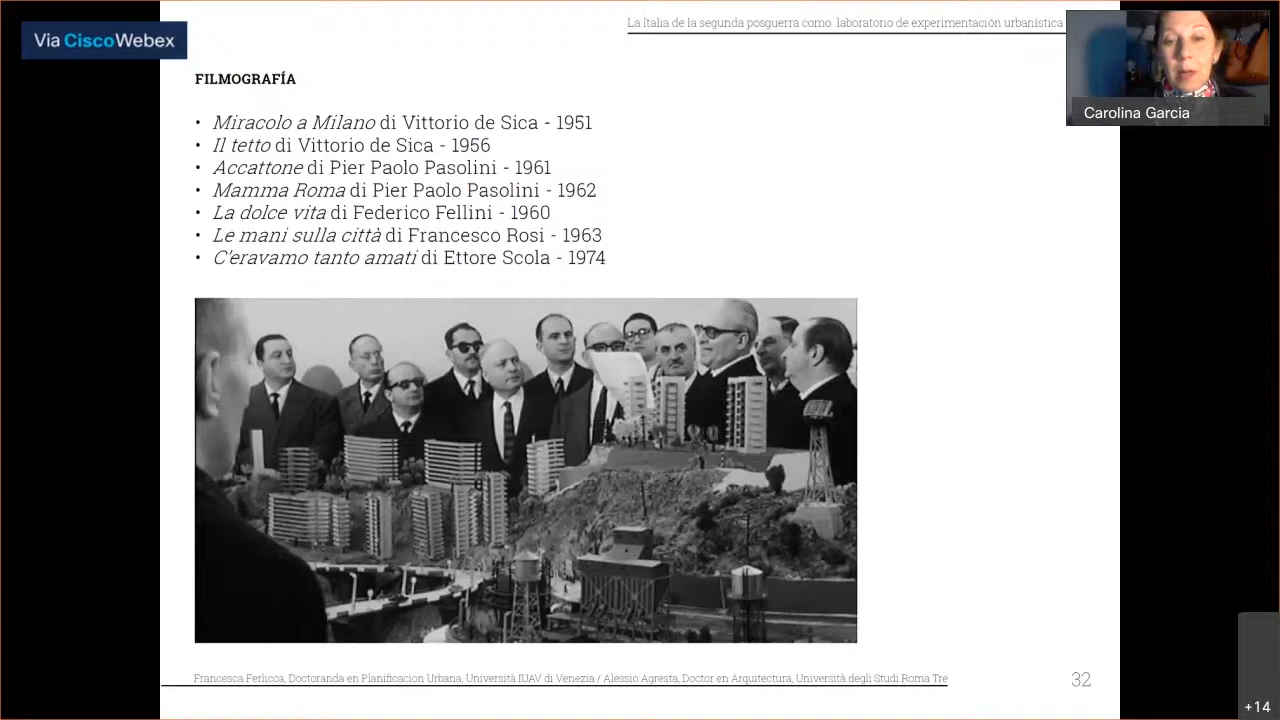 Via Cisco Webex
La Italia de la segunda posguerra como laboratorio de experimentación urbanística
Carolina Garcia
FILMOGRAFÍA
• Miracolo a Milano di Vittorio de Sica - 1951
• Il tetto di Vittorio de Sica - 1956
• Accattone di Pier Paolo Pasolini - 1961
• Mamma Roma di Pier Paolo Pasolini - 1962
• La dolce vita di Federico Fellini - 1960
• Le mani sulla città di Francesco Rosi - 1963
• C'eravamo tanto amati di Ettore Scola - 1974
Francesca Ferlicca, Doctoranda en Planificacion Urbana, Università IUAV di Venezia / Alessio Agresta, Doctor en Arquitectura, Università degli Studi Roma Tre
32
+14